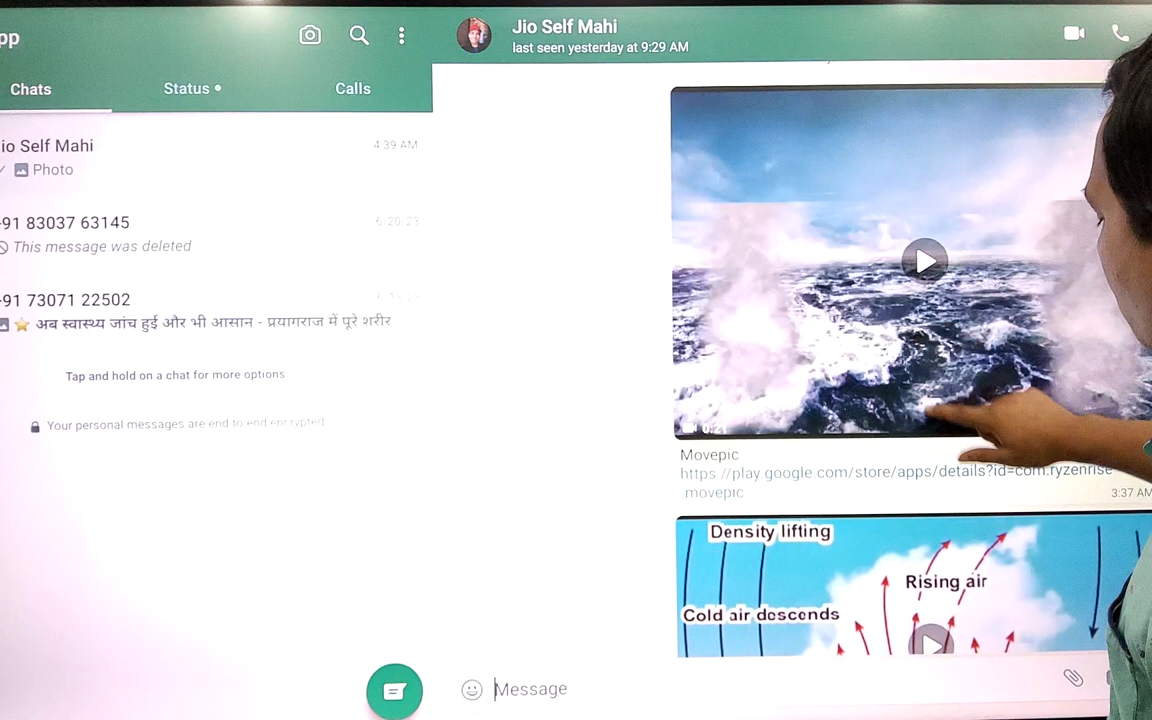 pp
Chats
Status
Calls
io Self Mahi
4:39 AM
Photo
91 83037 63145
6-20-23
This message was deleted
91 73071 22502
अब स्वास्थ्य जांच हुई और भी आसान - प्रयागराज में पूरे शरीर
Tap and hold on a chat for more options
Your personal messages are end to end encrypted
Jio Self Mahi
last seen yesterday at 9:29 AM
Movepic
https://play.google.com/store/apps/details?id=com.ryzenrise
movepic
3:37 AM
Density lifting
Rising air
Cold air descends
Message